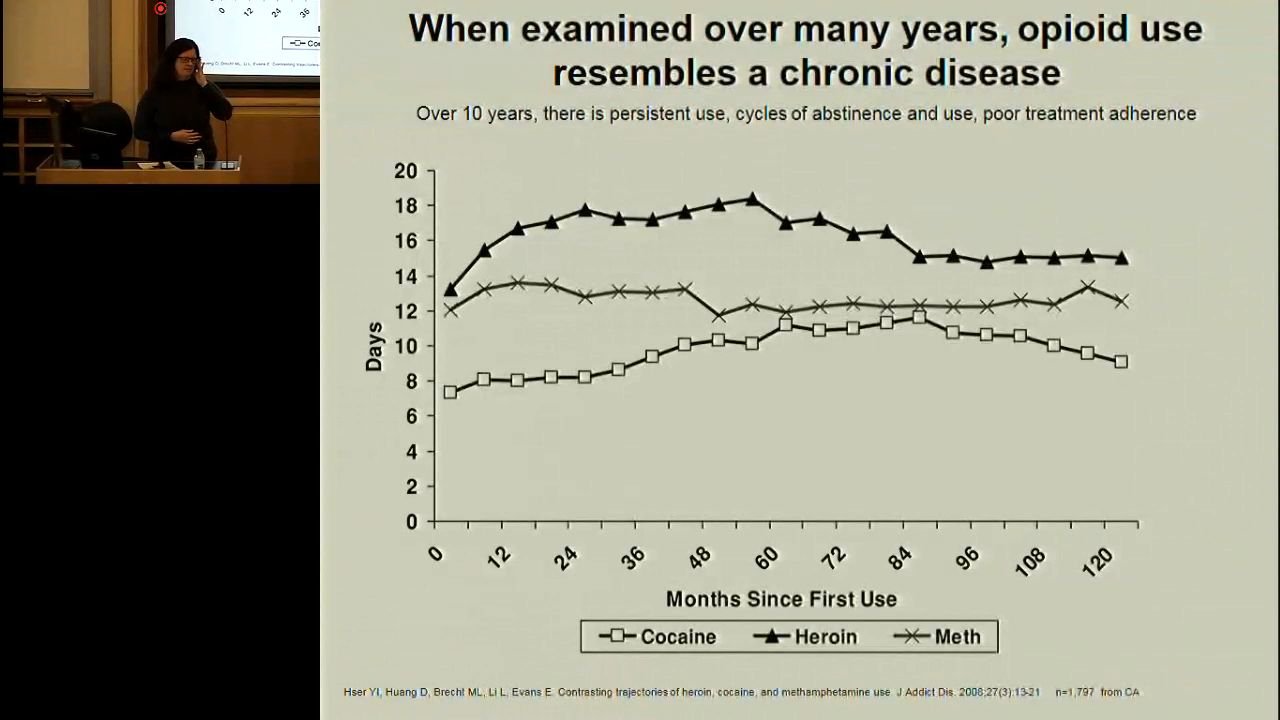 When examined over many years, opioid use
resembles a chronic disease
Over 10 years, there is persistent use, cycles of abstinence and use, poor treatment adherence
20
18
16
14
12
10
8
6
4
2
0
Days
0 12 24 36 48 60 72 84 96 108 120
Months Since First Use
Cocaine Heroin Meth
Hser YI, Huang D, Brecht ML, Li L, Evans E. Contrasting trajectories of heroin, cocaine, and methamphetamine use. J Addict Dis. 2008;27(3):13-21 n=1,797 from CA
0 12 24 36